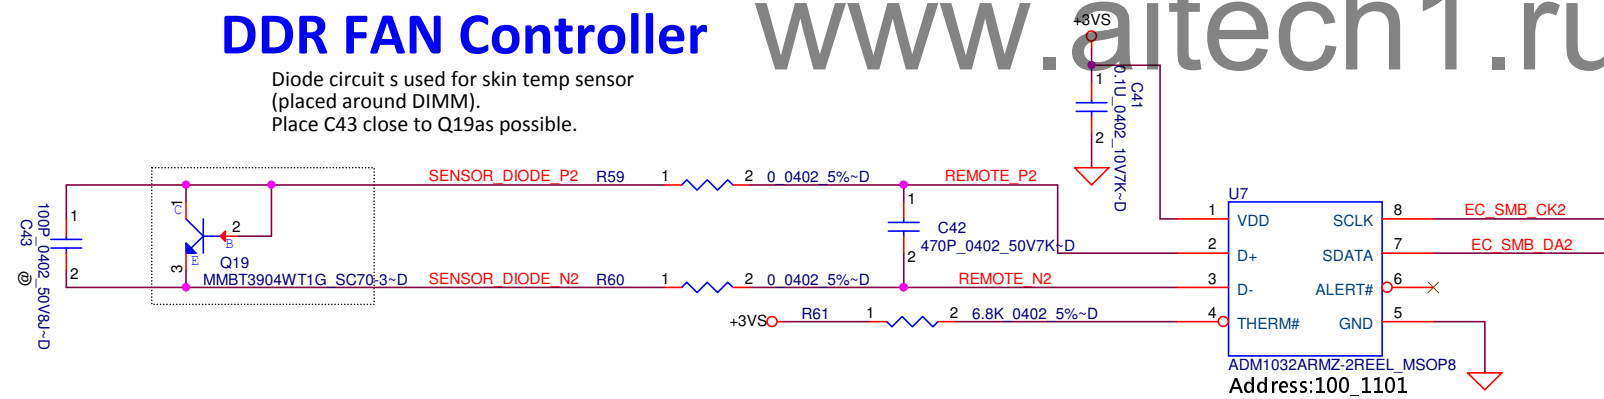 DDR FAN Controller
www.aitech1.ru
Diode circuit s used for skin temp sensor
(placed around DIMM).
Place C43 close to Q19as possible.
+3VS
1
C41
0.1U_0402_10V7K~D
2
SENSOR_DIODE_P2 R59 1 2 0_0402_5%~D REMOTE_P2
1
C43
100P_0402_50V8J~D
@
2
1
C
2
B
E
3
Q19
MMBT3904WT1G_SC70-3~D
SENSOR_DIODE_N2 R60 1 2 0_0402_5%~D REMOTE_N2
1
C42
470P_0402_50V7K~D
2
+3VS R61 1 2 6.8K_0402_5%~D
U7
1 VDD SCLK 8 EC_SMB_CK2
2 D+ SDATA 7 EC_SMB_DA2
3 D- ALERT# 6
4 THERM# GND 5
ADM1032ARMZ-2REEL_MSOP8
Address:100_1101